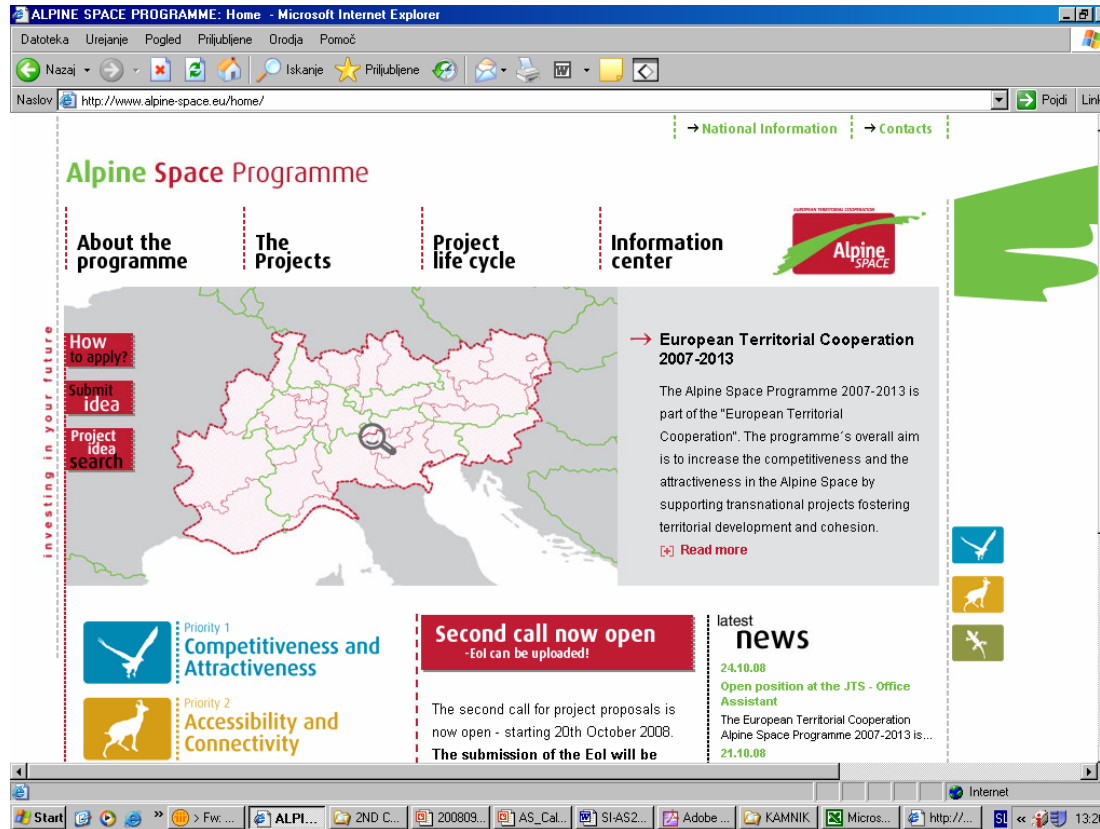 ALPINE SPACE PROGRAMME: Home - Microsoft Internet Explorer
Datoteka Urejanje Pogled Priljubljene Orodja Pomoč
Nazaj Iskanje Priljubljene
Naslov http://www.alpine-space.eu/home/ Pojdi Link
→ National Information → Contacts
Alpine Space Programme
About the programme
The Projects
Project life cycle
Information center
EUROPEAN TERRITORIAL COOPERATION
Alpine
SPACE
investing in your future
How
to apply?
Submit
idea
Project
idea
search
European Territorial Cooperation
2007-2013
The Alpine Space Programme 2007-2013 is
part of the "European Territorial
Cooperation". The programme´s overall aim
is to increase the competitiveness and the
attractiveness in the Alpine Space by
supporting transnational projects fostering
territorial development and cohesion.
[+] Read more
Priority 1
Competitiveness and
Attractiveness
Priority 2
Accessibility and
Connectivity
Second call now open
-EoI can be uploaded!
The second call for project proposals is
now open - starting 20th October 2008.
The submission of the EoI will be
latest
news
24.10.08
Open position at the JTS - Office
Assistant
The European Territorial Cooperation
Alpine Space Programme 2007-2013 is...
21.10.08
Internet
Start » > Fw: ... ALPI... 2ND C... 200809... AS_Cal... SI-AS2... Adobe ... KAMNIK Micros... http://... SL « 13:20